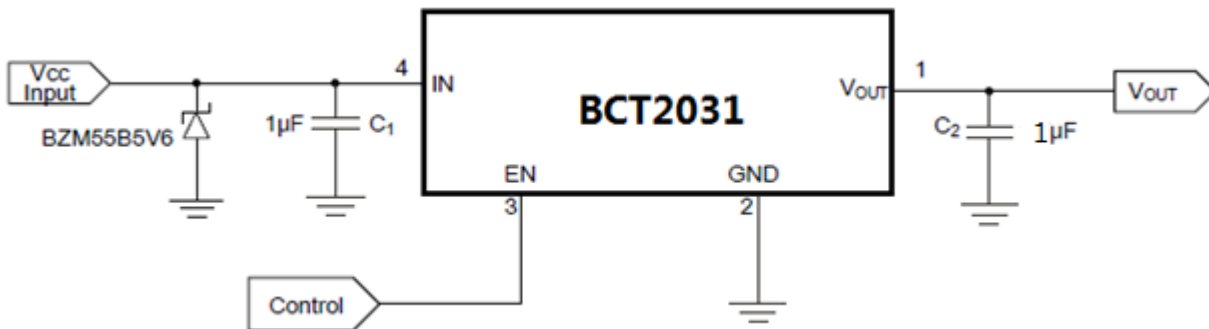 Vcc
Input
BZM55B5V6
1µF
C1
4
IN
BCT2031
EN
3
GND
2
VOUT
1
C2
1µF
VOUT
Control